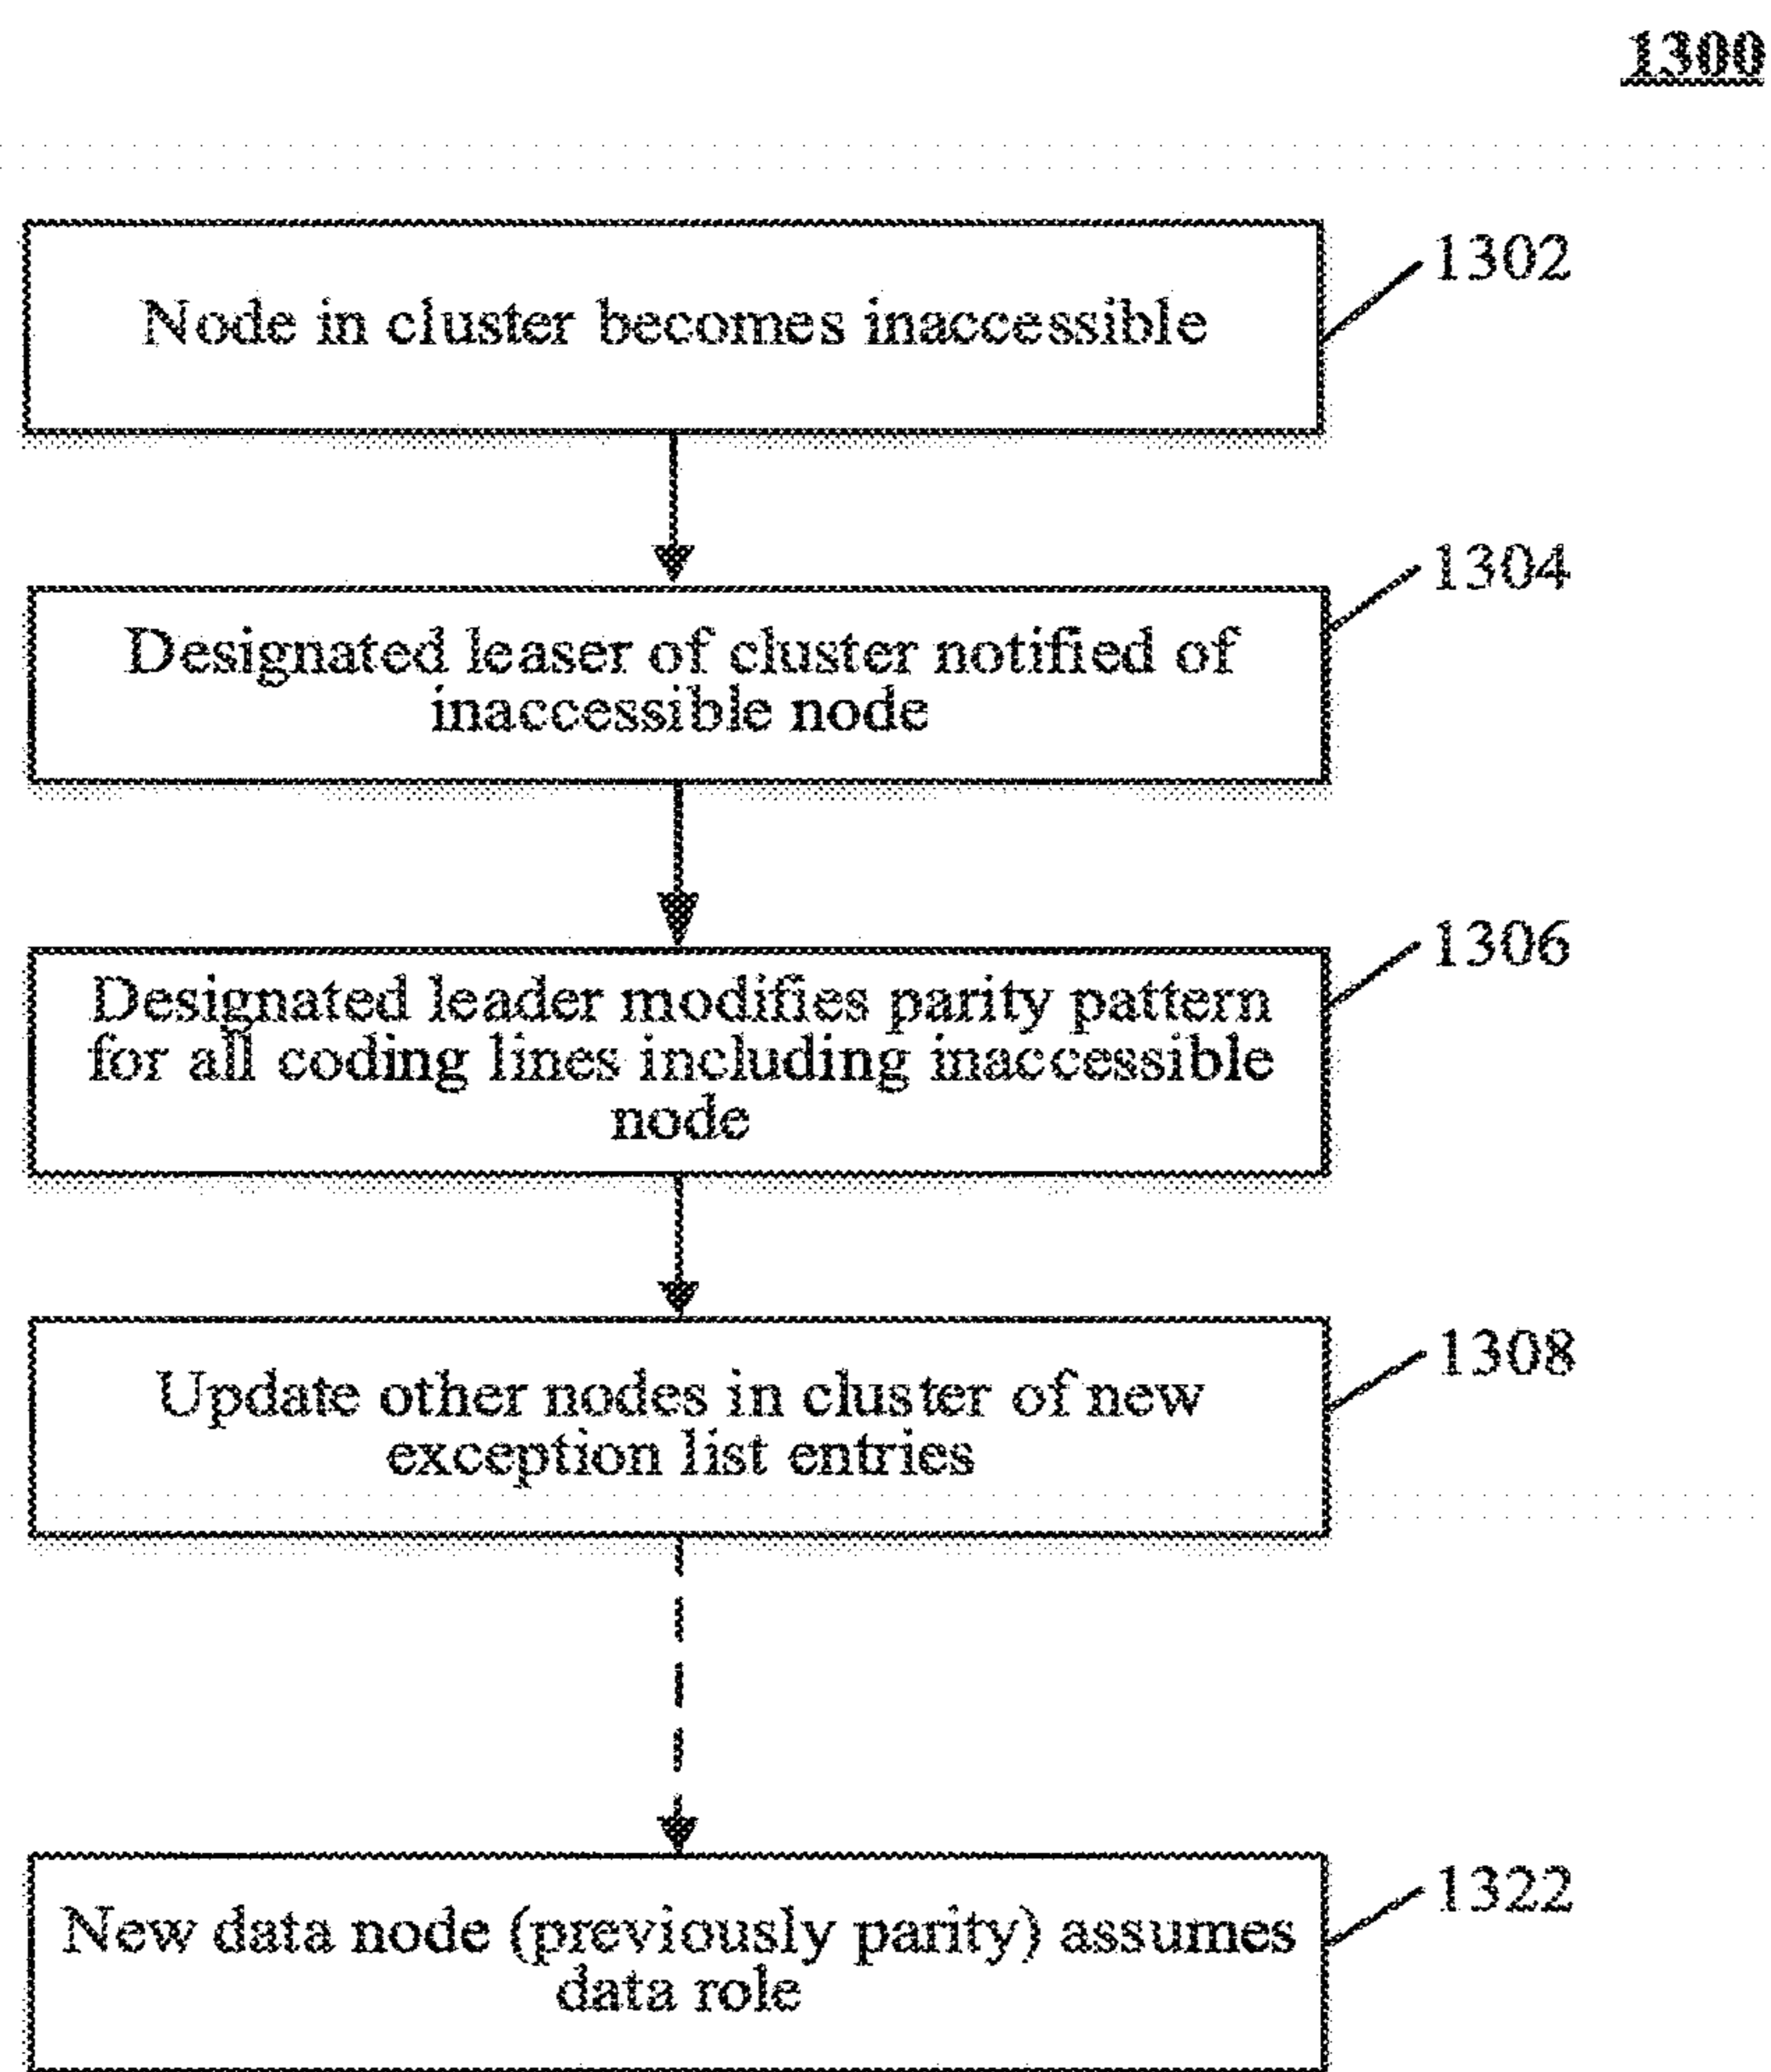 1300
Node in cluster becomes inaccessible
1302
Designated leaser of cluster notified of
inaccessible node
1304
Designated leader modifies parity pattern
for all coding lines including inaccessible
node
1306
Update other nodes in cluster of new
exception list entries
1308
New data node (previously parity) assumes
data role
1322